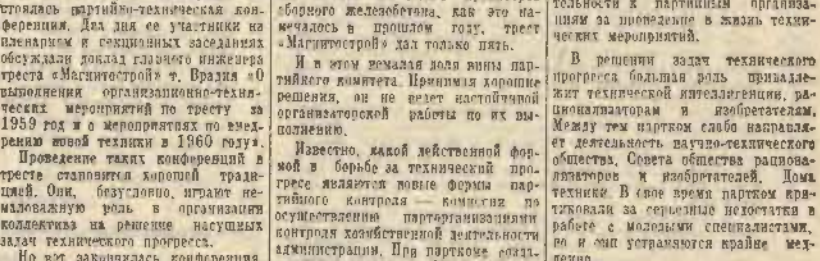 стоялась партийно-техническая кон-
ференция. Два дня ее участники на
пленарном и секционных заседаниях
обсуждали доклад главного инженера
треста «Магнитострой» т. Врадия «О
выполнении организационно-техни-
ческих мероприятий по тресту за
1959 год и о мероприятиях по внед-
рению новой техники в 1960 году».
Проведение таких конференций в
тресте становится хорошей тради-
цией. Они, безусловно, играют не-
маловажную роль в организации
коллектива на решение насущных
задач технического прогресса.
Но вот закончилась конференция
сборного железобетона, как это на-
мечалось в прошлом году, трест
«Магнитострой» дал только пять.
И в этом немалая доля вины пар-
тийного комитета. Принимая хорошие
решения, он не ведет настойчивой
организаторской работы по их вы-
полнению.
Известно, какой действенной фор-
мой в борьбе за технический про-
гресс являются новые формы пар-
тийного контроля — комиссии по
осуществлению парторганизациями
контроля хозяйственной деятельности
администрации. При парткоме созда-
тельности к партийным организа-
циям за проведение в жизнь техни-
ческих мероприятий.
В решении задач технического
прогресса большая роль принадле-
жит технической интеллигенции, ра-
ционализаторам и изобретателям.
Между тем партком слабо направля-
ет деятельность научно-технического
общества, Совета общества рациона-
лизаторов и изобретателей, Дома
техники. В свое время партком кри-
тиковали за серьезные недостатки в
работе с молодыми специалистами,
но и они устраняются крайне мед-
ленно.